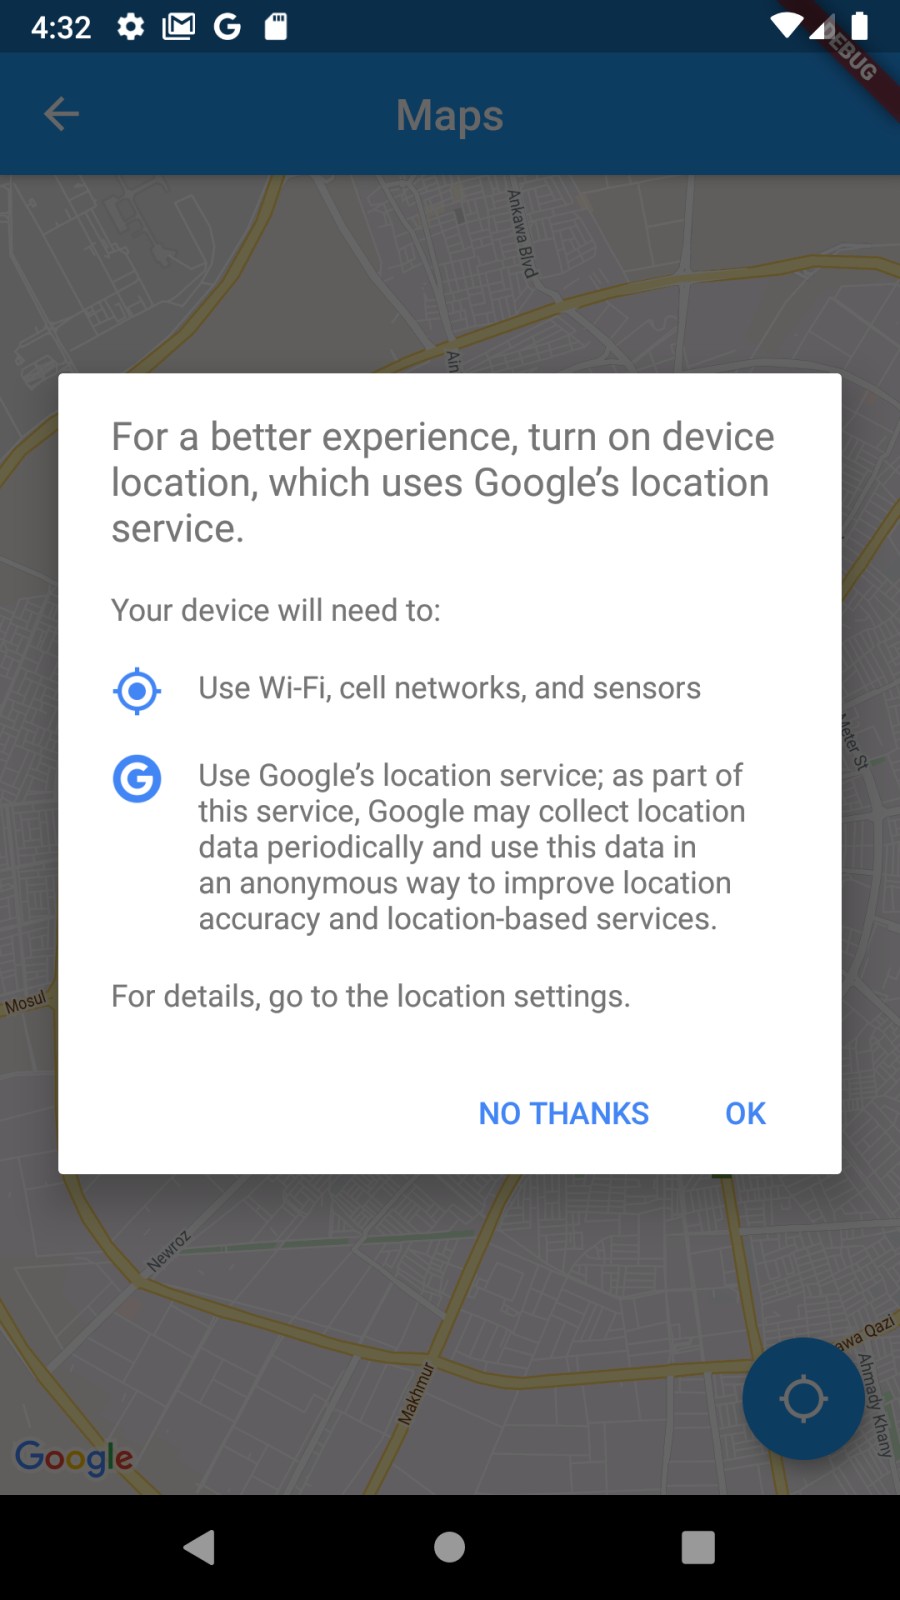 4:32
DEBUG
Maps
Ankawa Blvd
Ain
For a better experience, turn on device
location, which uses Google’s location
service.
Your device will need to:
Use Wi-Fi, cell networks, and sensors
Meter St
Use Google’s location service; as part of
this service, Google may collect location
data periodically and use this data in
an anonymous way to improve location
accuracy and location-based services.
Mosul
For details, go to the location settings.
NO THANKS OK
Newroz
awa Qazi
Makhmur
Ahmady Khany
Google